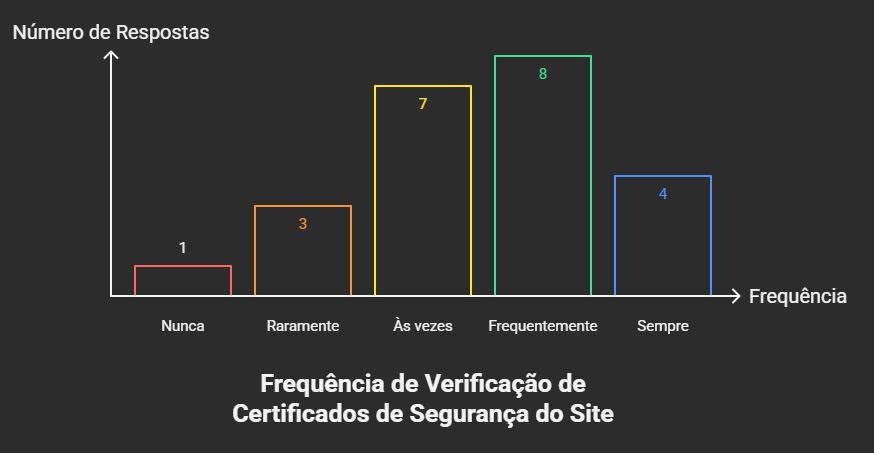 Número de Respostas
8
7
4
3
1
Frequência
Nunca
Raramente
Às vezes
Frequentemente
Sempre
Frequência de Verificação de
Certificados de Segurança do Site